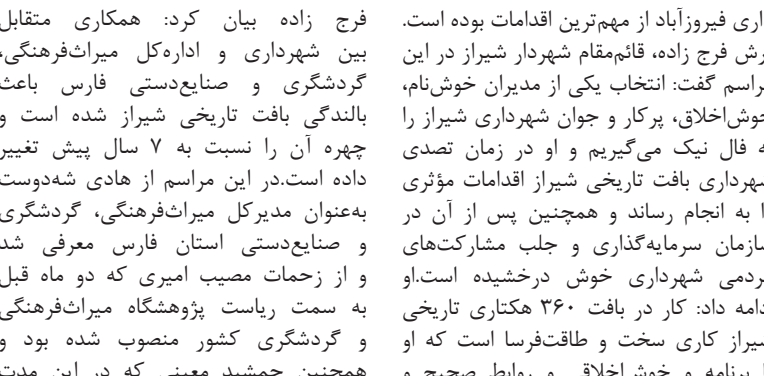 اری فیروزآباد از مهم‌ترین اقدامات بوده است.
رش فرج زاده، قائم‌مقام شهردار شیراز در این
راسم گفت: انتخاب یکی از مدیران خوش‌نام،
خوش‌اخلاق، پرکار و جوان شهرداری شیراز را
ه فال نیک می‌گیریم و او در زمان تصدی
شهرداری بافت تاریخی شیراز اقدامات مؤثری
ا به انجام رساند و همچنین پس از آن در
سازمان سرمایه‌گذاری و جلب مشارکت‌های
ردمی شهرداری خوش درخشیده است.او
دامه داد: کار در بافت ۳۶۰ هکتاری تاریخی
شیراز کاری سخت و طاقت‌فرسا است که او
ا برنامه و خوش‌اخلاقی و روابط صحیح و
فرج زاده بیان کرد: همکاری متقابل
بین شهرداری و اداره‌کل میراث‌فرهنگی،
گردشگری و صنایع‌دستی فارس باعث
بالندگی بافت تاریخی شیراز شده است و
چهره آن را نسبت به ۷ سال پیش تغییر
داده است.در این مراسم از هادی شه‌دوست
به‌عنوان مدیرکل میراث‌فرهنگی، گردشگری
و صنایع‌دستی استان فارس معرفی شد
و از زحمات مصیب امیری که دو ماه قبل
به سمت ریاست پژوهشگاه میراث‌فرهنگی
و گردشگری کشور منصوب شده بود و
همچنین جمشید معینی که در این مدت